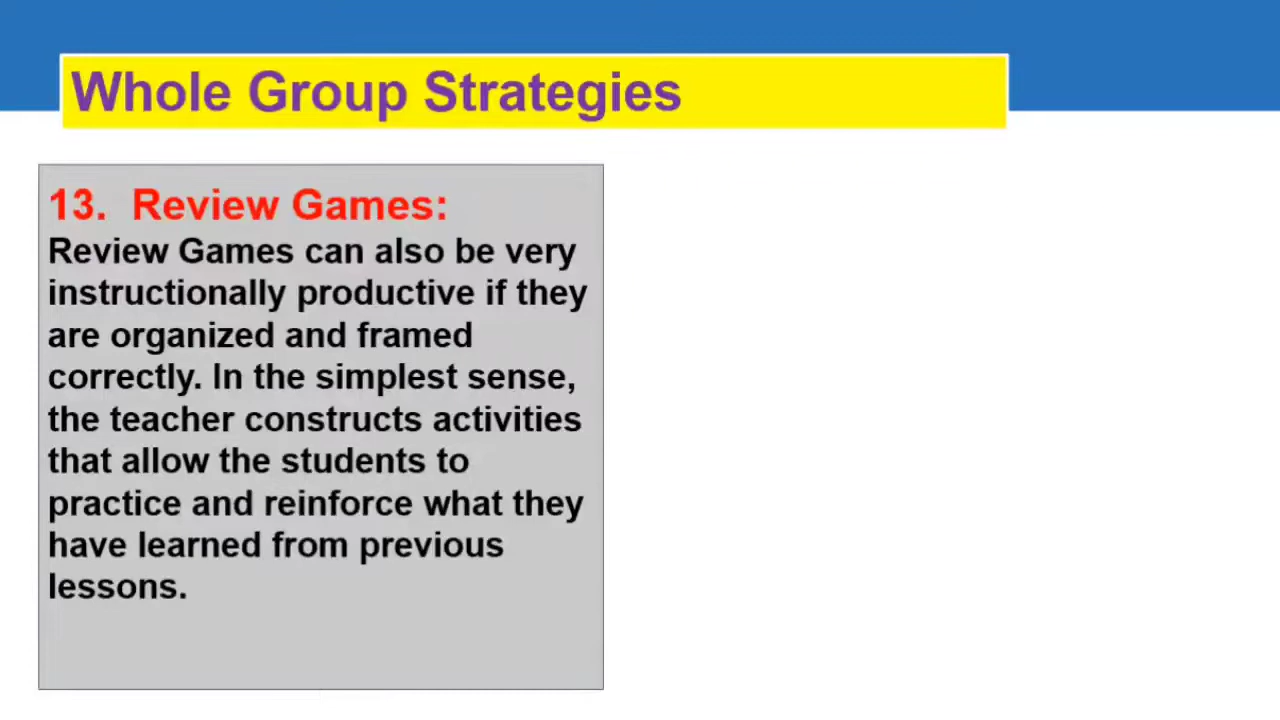 Whole Group Strategies
13. Review Games:
Review Games can also be very
instructionally productive if they
are organized and framed
correctly. In the simplest sense,
the teacher constructs activities
that allow the students to
practice and reinforce what they
have learned from previous
lessons.